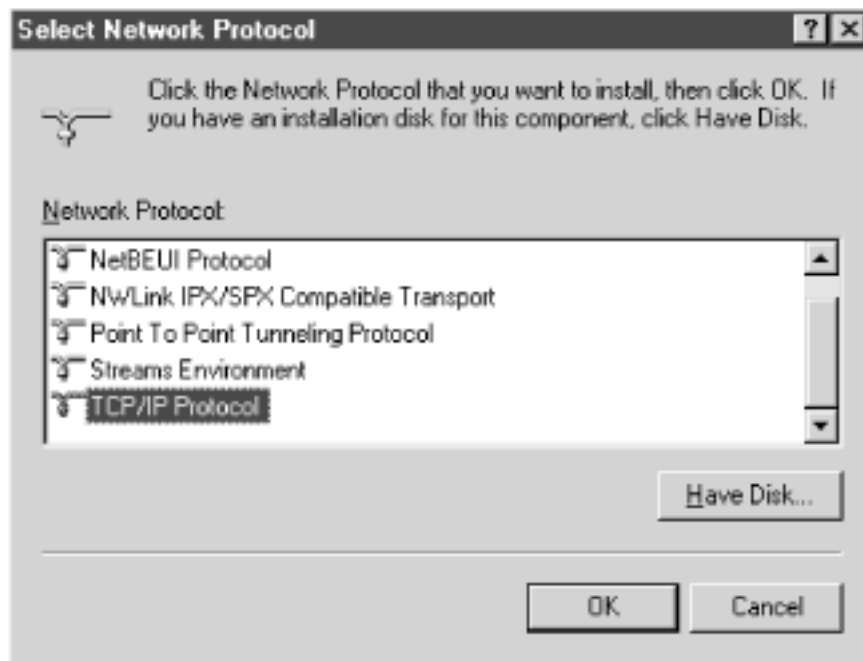 Select Network Protocol
Click the Network Protocol that you want to install, then click OK. If
you have an installation disk for this component, click Have Disk.
Network Protocol:
NetBEUI Protocol
NWLink IPX/SPX Compatible Transport
Point To Point Tunneling Protocol
Streams Environment
TCP/IP Protocol
Have Disk...
OK
Cancel